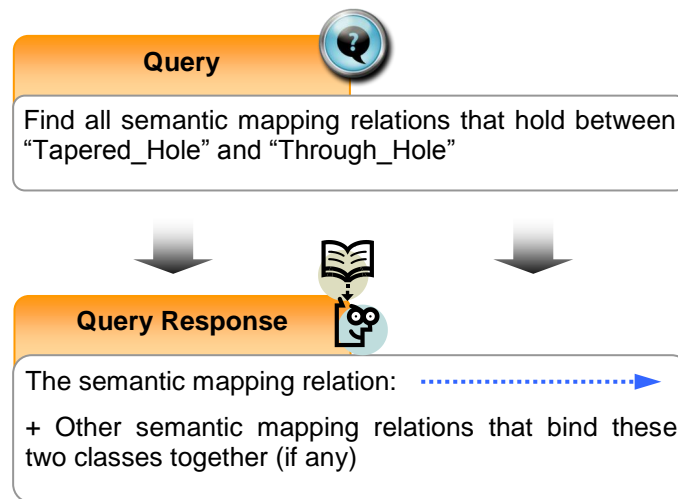 ?
Query
Find all semantic mapping relations that hold between
“Tapered_Hole” and “Through_Hole”
Query Response
The semantic mapping relation:
+ Other semantic mapping relations that bind these
two classes together (if any)